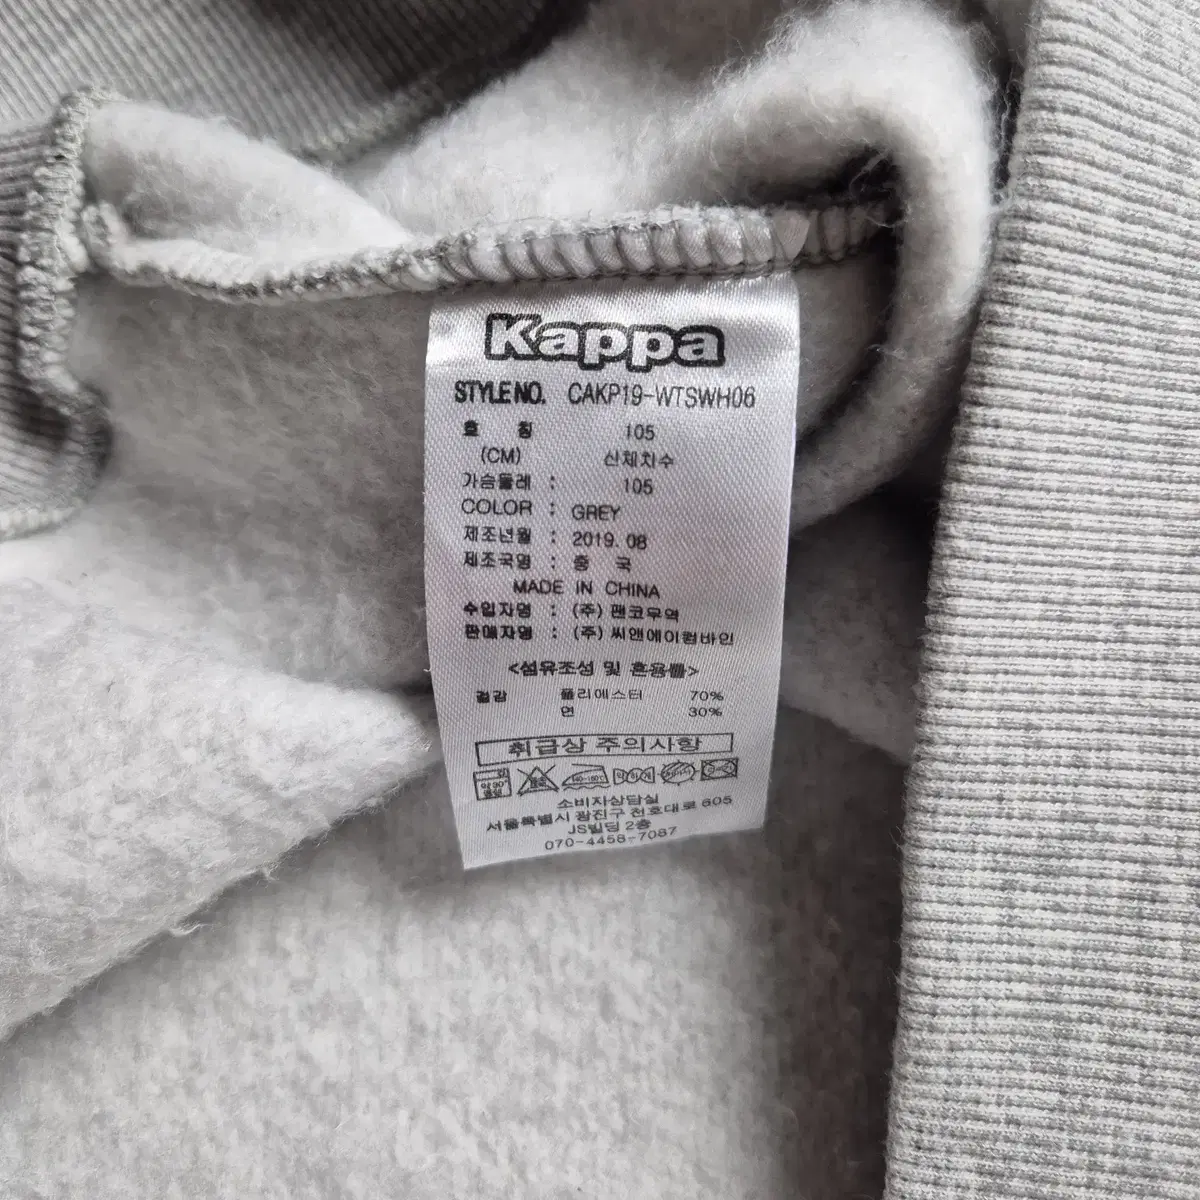 Kappa
STYLE NO. CAKP19-WTSWH06
호 칭 105
(CM) 신체치수
가슴둘레 : 105
COLOR : GREY
제조년월 : 2019. 08
제조국명 : 중 국
MADE IN CHINA
수입자명 : (주) 팬코무역
판매자명 : (주) 씨앤에이컴바인
<섬유조성 및 혼용률>
겉감 폴리에스터 70%
면 30%
취급상 주의사항
140-160℃
소비자상담실
서울특별시 광진구 천호대로 605
JS빌딩 2층
070-4458-7087